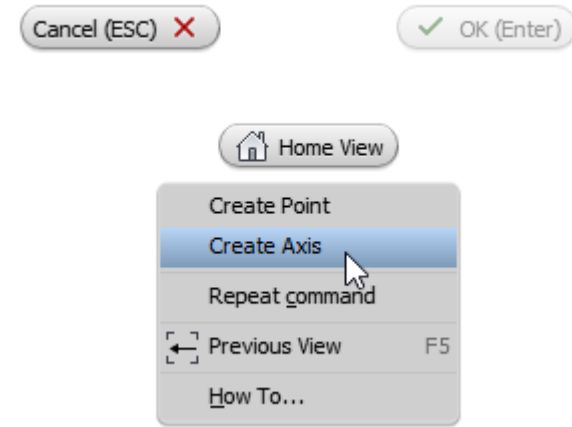 Cancel (ESC) OK (Enter)
Home View
Create Point
Create Axis
Repeat command
Previous View F5
How To...